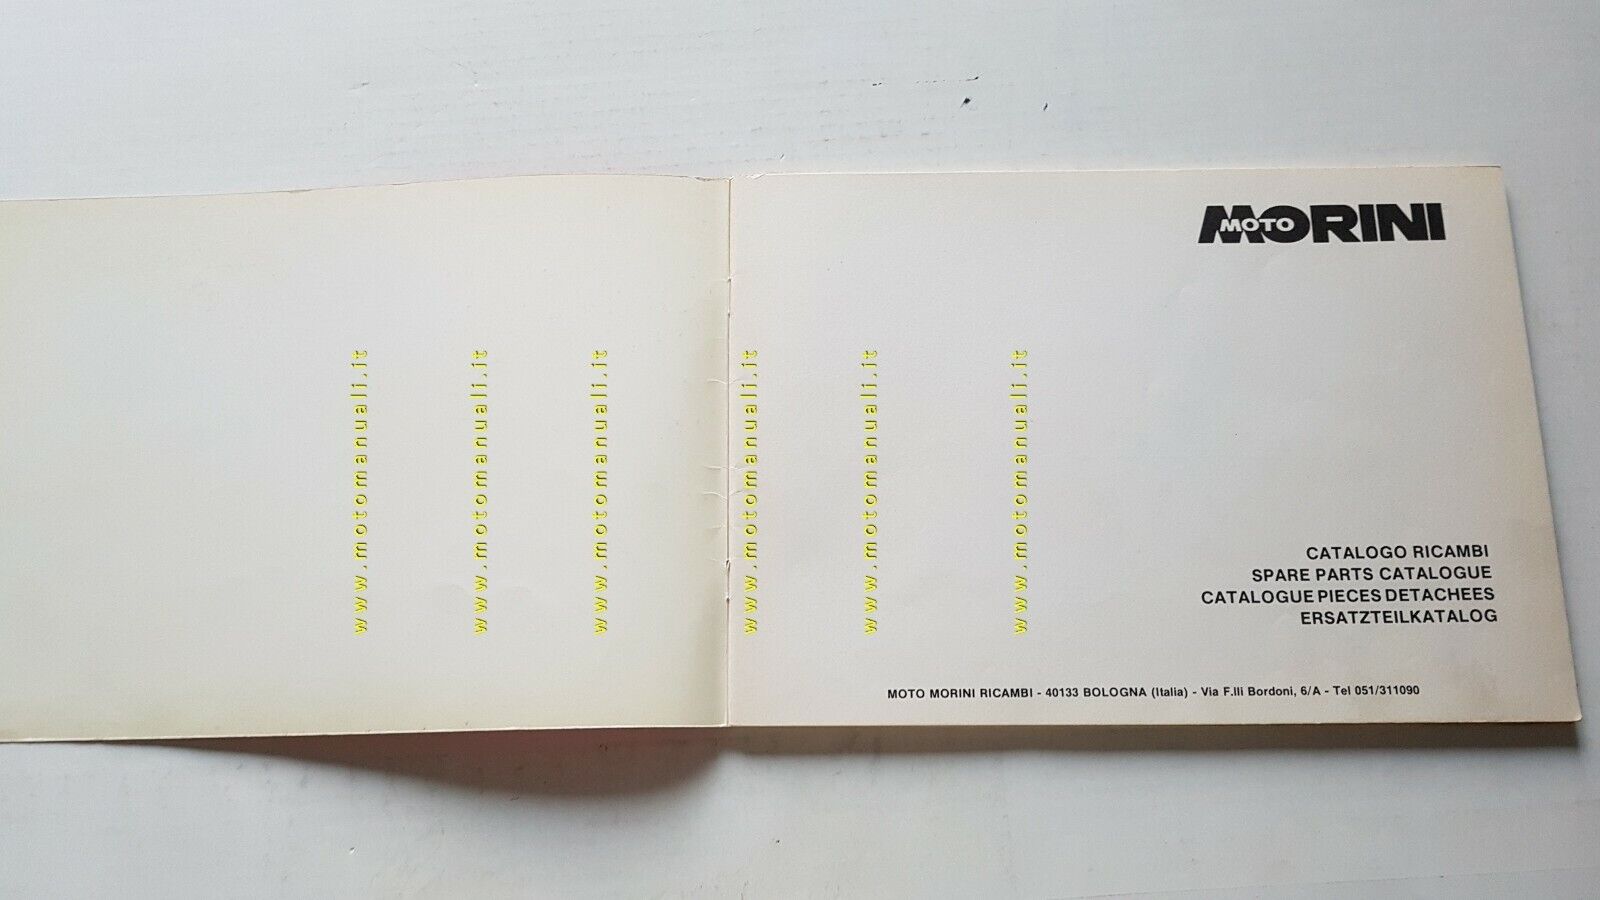 MOTO MORINI
CATALOGO RICAMBI
SPARE PARTS CATALOGUE
CATALOGUE PIECES DETACHEES
ERSATZTEILKATALOG
MOTO MORINI RICAMBI - 40133 BOLOGNA (Italia) - Via F.lli Bordoni, 6/A - Tel 051/311090
www.motomanuali.it
www.motomanuali.it
www.motomanuali.it
www.motomanuali.it
www.motomanuali.it
www.motomanuali.it